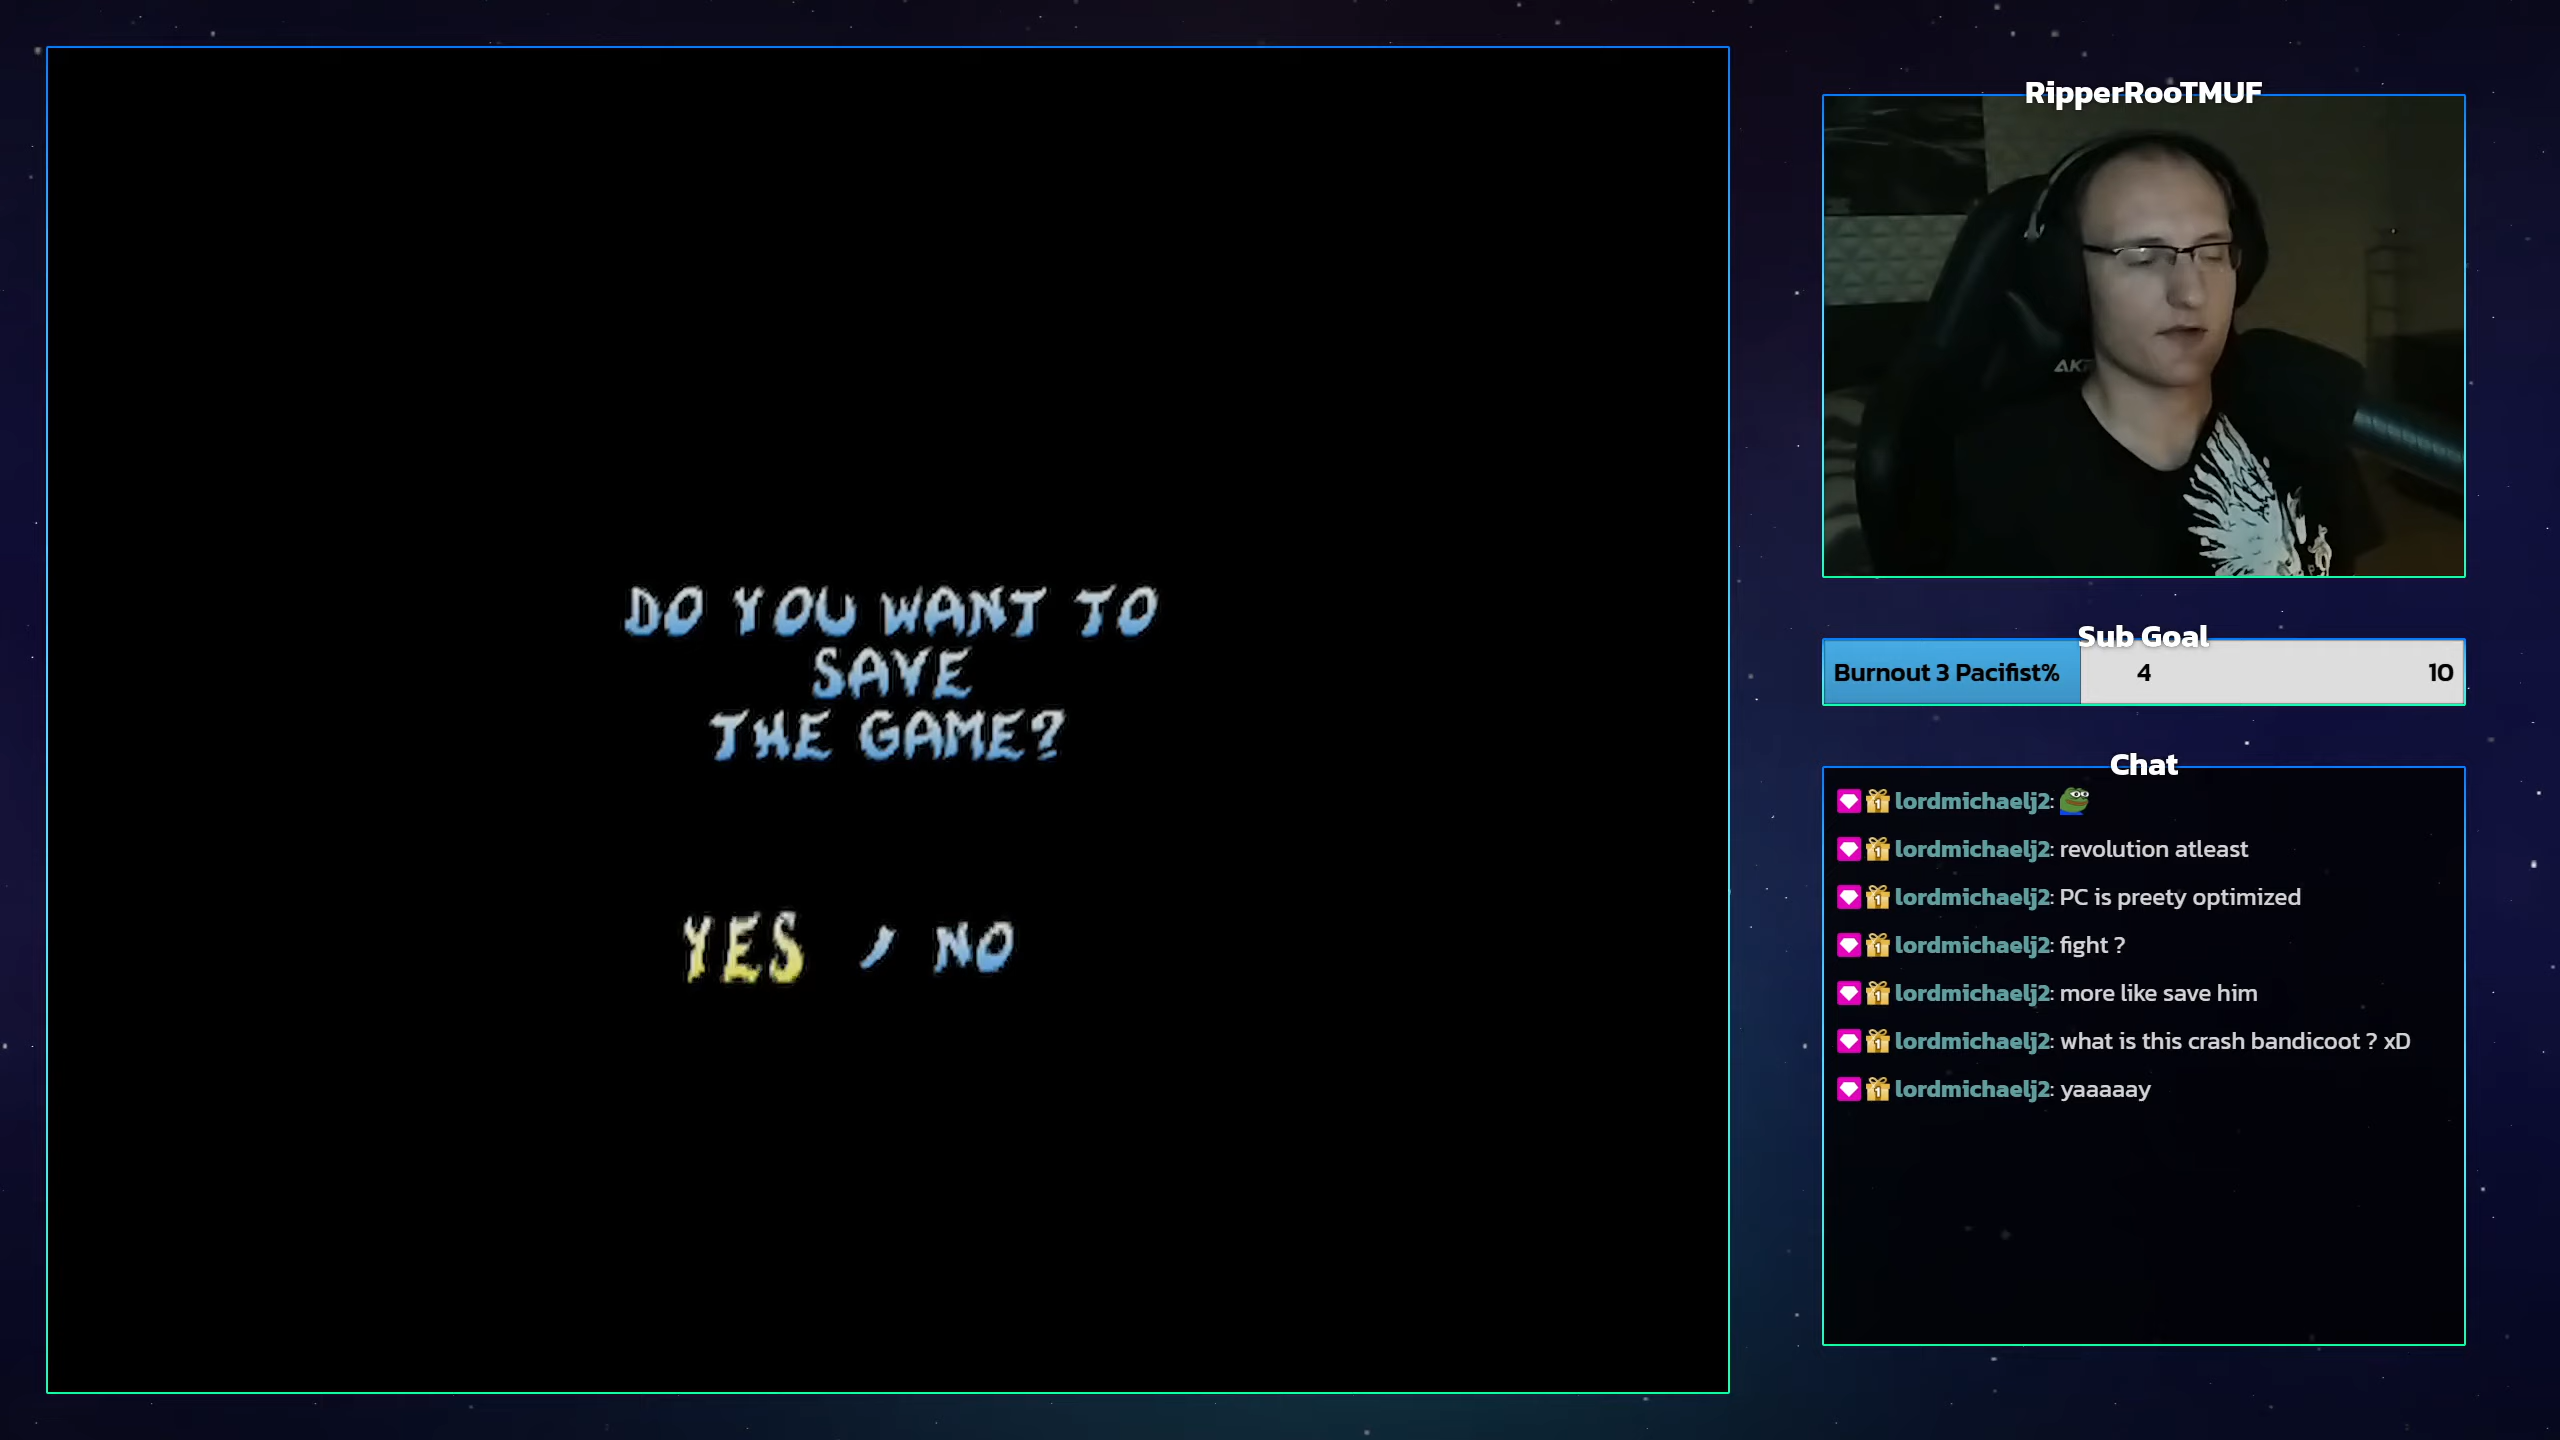 DO YOU WANT TO
SAVE
THE GAME?
YES , NO
RipperRooTMUF
Sub Goal
Burnout 3 Pacifist% 4 10
Chat
lordmichaelj2:
lordmichaelj2: revolution atleast
lordmichaelj2: PC is preety optimized
lordmichaelj2: fight ?
lordmichaelj2: more like save him
lordmichaelj2: what is this crash bandicoot ? xD
lordmichaelj2: yaaaaay